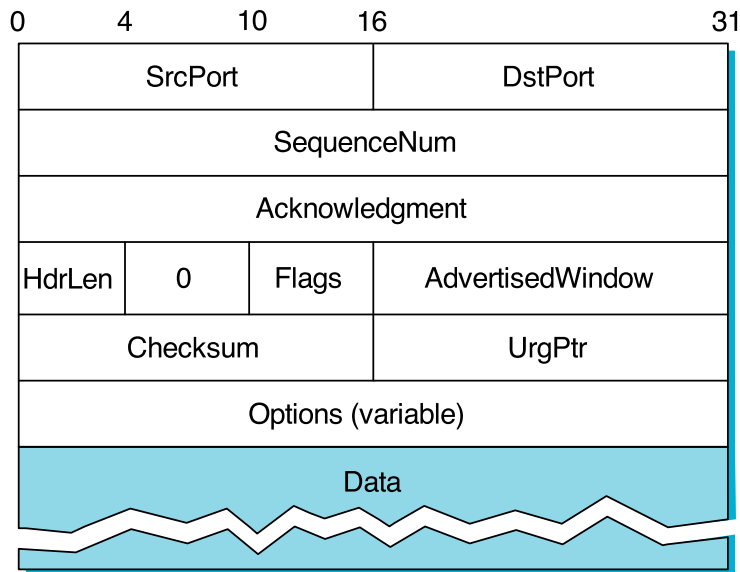 0 4 10 16 31
SrcPort DstPort
SequenceNum
Acknowledgment
HdrLen 0 Flags AdvertisedWindow
Checksum UrgPtr
Options (variable)
Data